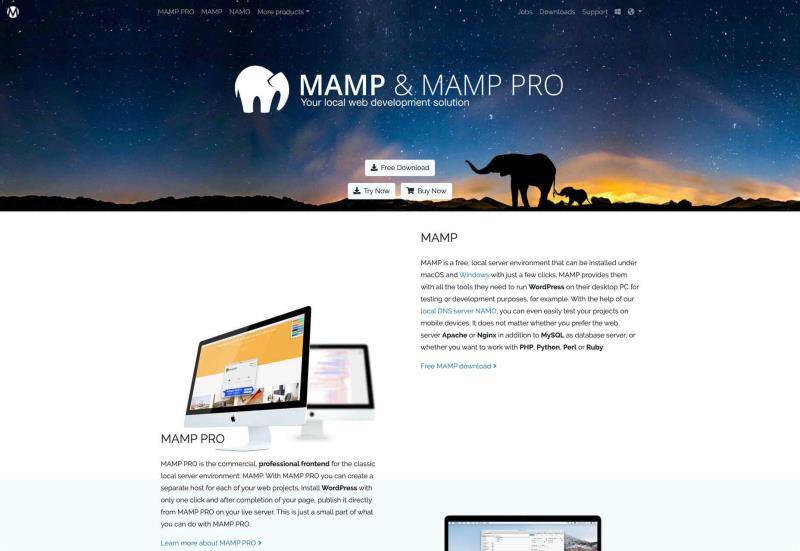 MAMP PRO MAMP NAMO More products
Jobs Downloads Support
MAMP & MAMP PRO
Your local web development solution
Free Download
Try Now Buy Now
MAMP
MAMP is a free, local server environment that can be installed under
macOS and Windows with just a few clicks. MAMP provides them
with all the tools they need to run WordPress on their desktop PC for
testing or development purposes, for example. With the help of our
local DNS server NAMO, you can even easily test your projects on
mobile devices. It does not matter whether you prefer the web
server Apache or Nginx in addition to MySQL as database server, or
whether you want to work with PHP, Python, Perl or Ruby.
Free MAMP download
MAMP PRO
MAMP PRO is the commercial, professional frontend for the classic
local server environment: MAMP. With MAMP PRO you can create a
separate host for each of your web projects. Install WordPress with
only one click and after completion of your page, publish it directly
from MAMP PRO on your live server. This is just a small part of what
you can do with MAMP PRO.
Learn more about MAMP PRO